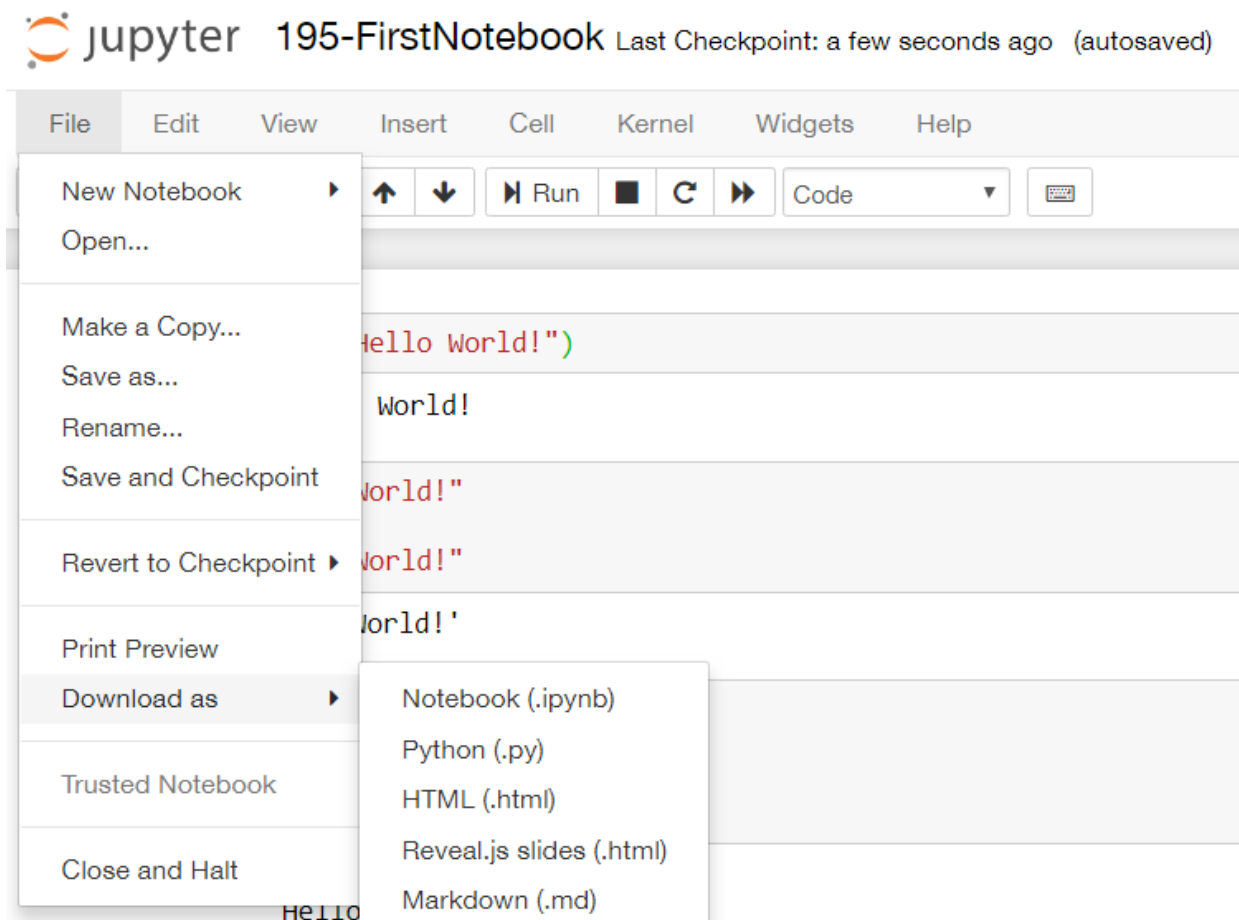 jupyter 195-FirstNotebook Last Checkpoint: a few seconds ago (autosaved)
File Edit View Insert Cell Kernel Widgets Help
Run Code
New Notebook
Open...
Make a Copy...
Save as...
Rename...
Save and Checkpoint
Revert to Checkpoint
Print Preview
Download as
Trusted Notebook
Close and Halt
Hello World!")
World!
World!"
World!"
World!'
Notebook (.ipynb)
Python (.py)
HTML (.html)
Reveal.js slides (.html)
Markdown (.md)
Hello